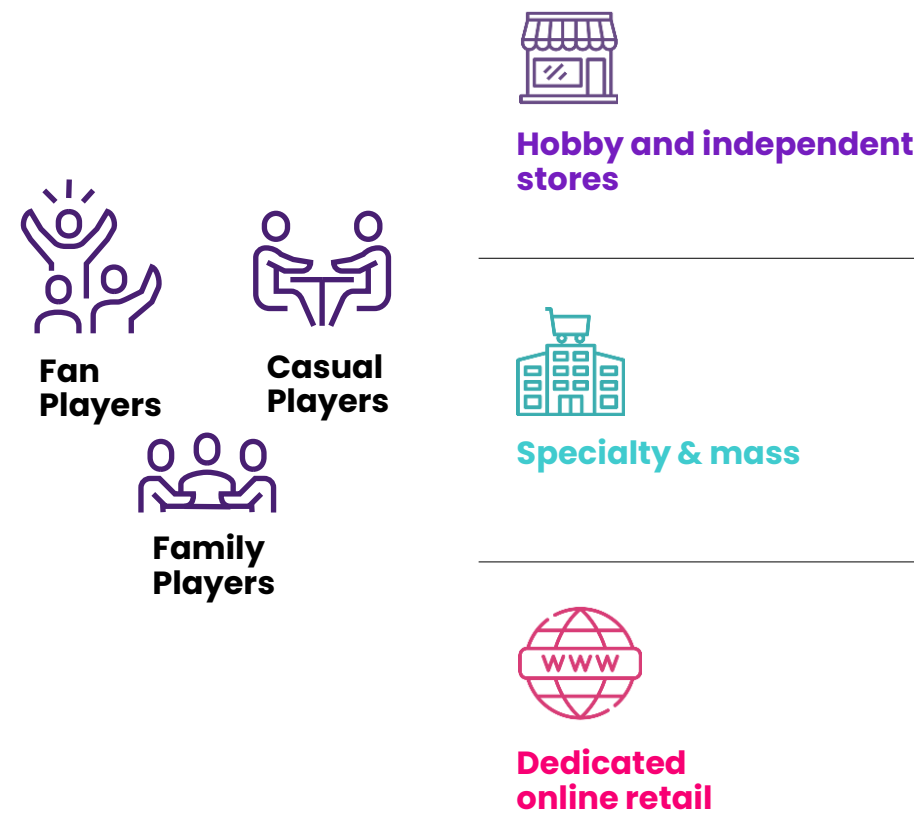 Fan
Players
Casual
Players
Family
Players
Hobby and independent
stores
Specialty & mass
WWW
Dedicated
online retail